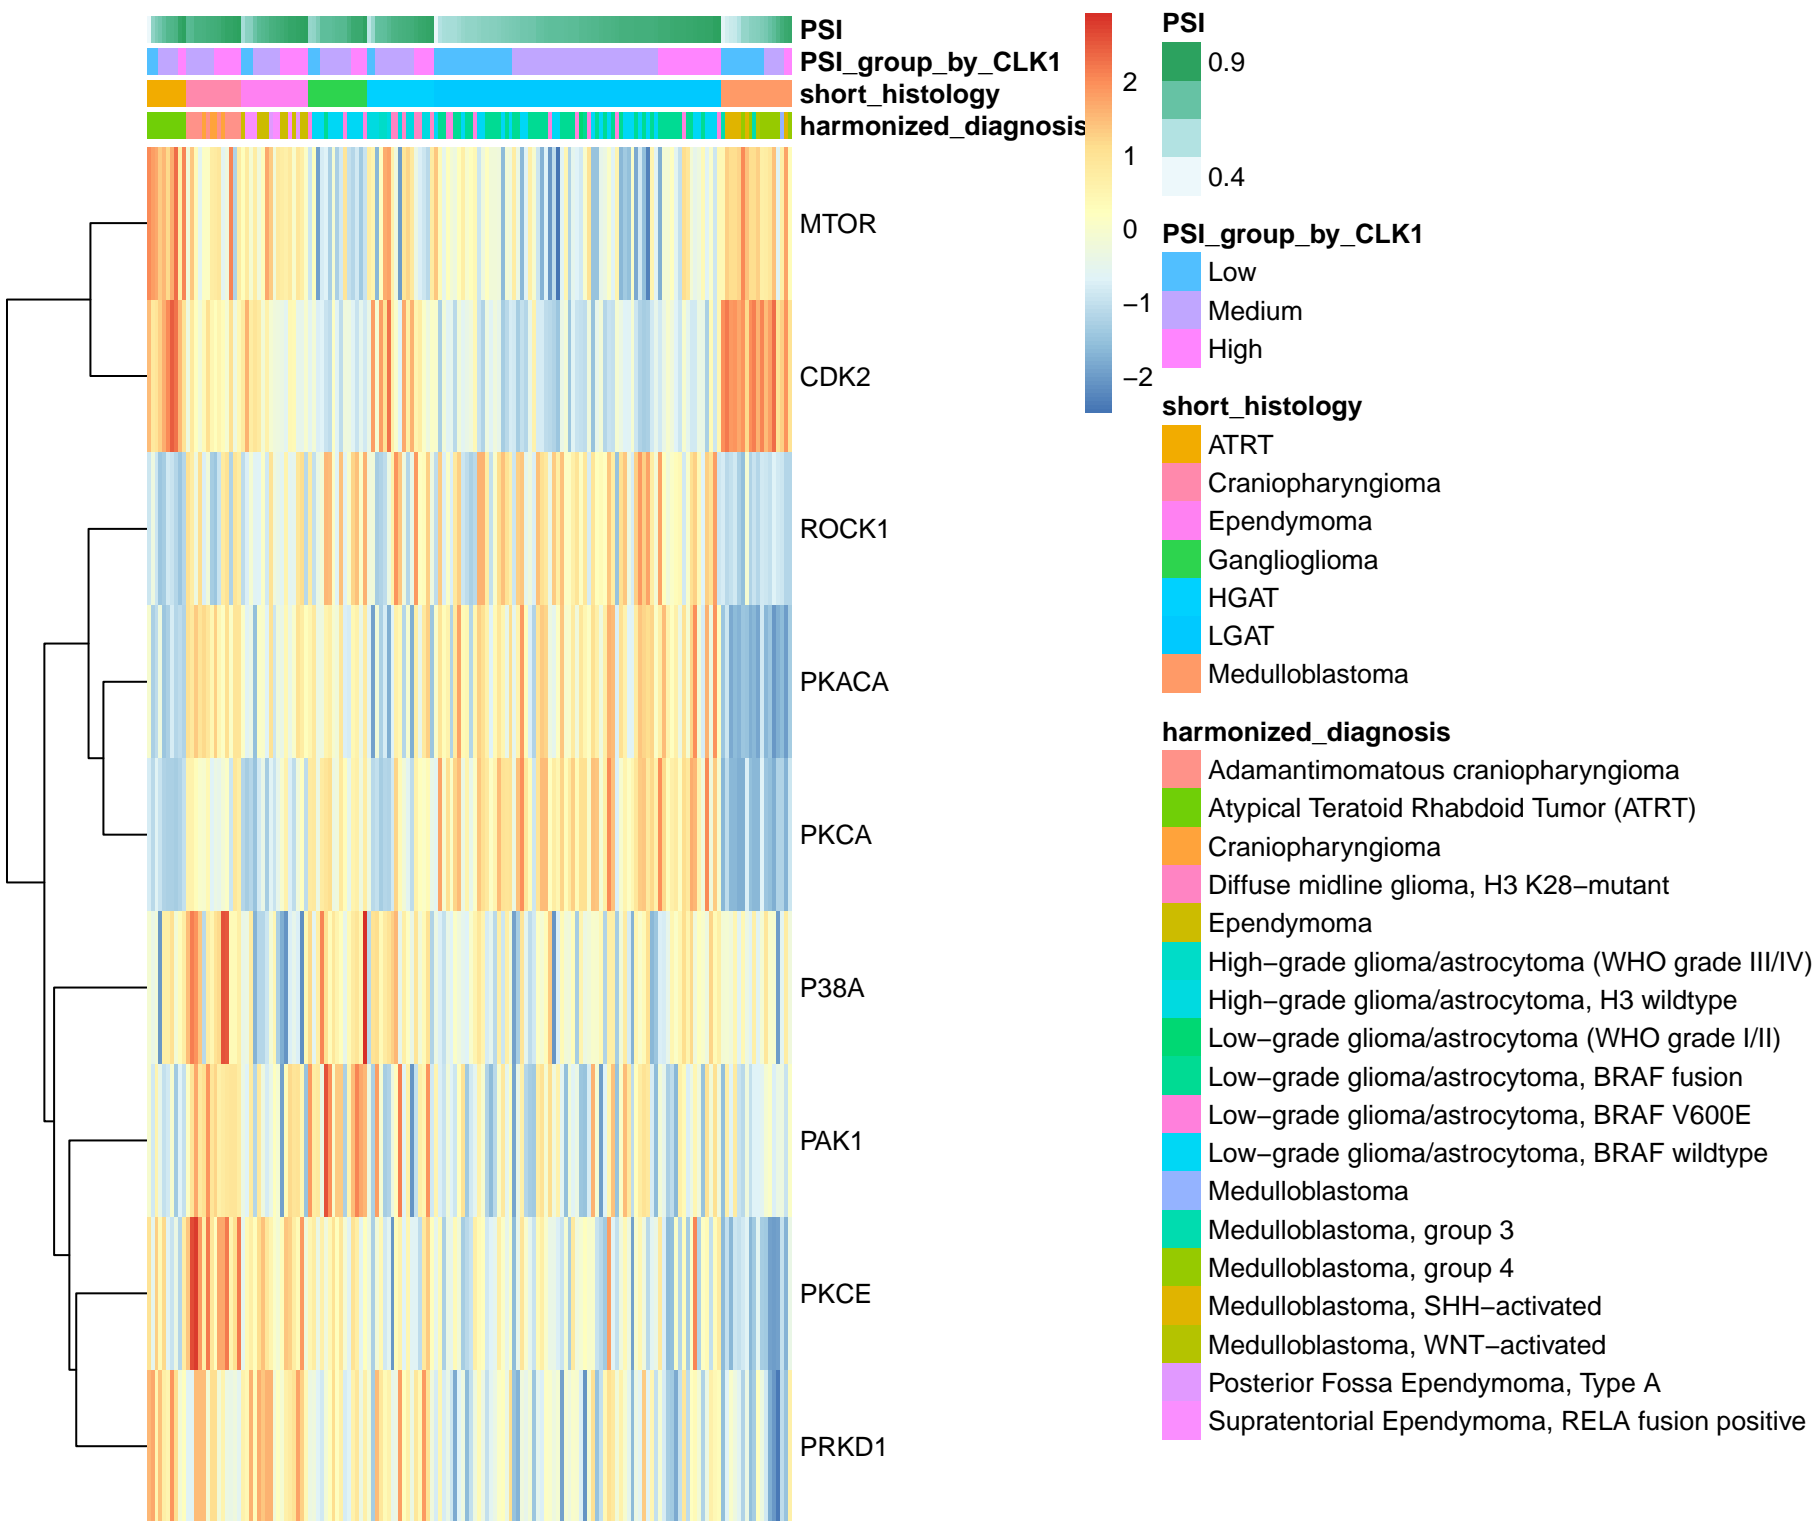 PSI
PSI_group_by_CLK1
short_histology
harmonized_diagnosis
MTOR
CDK2
ROCK1
PKACA
PKCA
P38A
PAK1
PKCE
PRKD1
2
1
0
−1
−2
PSI
0.9
0.4
PSI_group_by_CLK1
Low
Medium
High
short_histology
ATRT
Craniopharyngioma
Ependymoma
Ganglioglioma
HGAT
LGAT
Medulloblastoma
harmonized_diagnosis
Adamantimomatous craniopharyngioma
Atypical Teratoid Rhabdoid Tumor (ATRT)
Craniopharyngioma
Diffuse midline glioma, H3 K28−mutant
Ependymoma
High−grade glioma/astrocytoma (WHO grade III/IV)
High−grade glioma/astrocytoma, H3 wildtype
Low−grade glioma/astrocytoma (WHO grade I/II)
Low−grade glioma/astrocytoma, BRAF fusion
Low−grade glioma/astrocytoma, BRAF V600E
Low−grade glioma/astrocytoma, BRAF wildtype
Medulloblastoma
Medulloblastoma, group 3
Medulloblastoma, group 4
Medulloblastoma, SHH−activated
Medulloblastoma, WNT−activated
Posterior Fossa Ependymoma, Type A
Supratentorial Ependymoma, RELA fusion positive